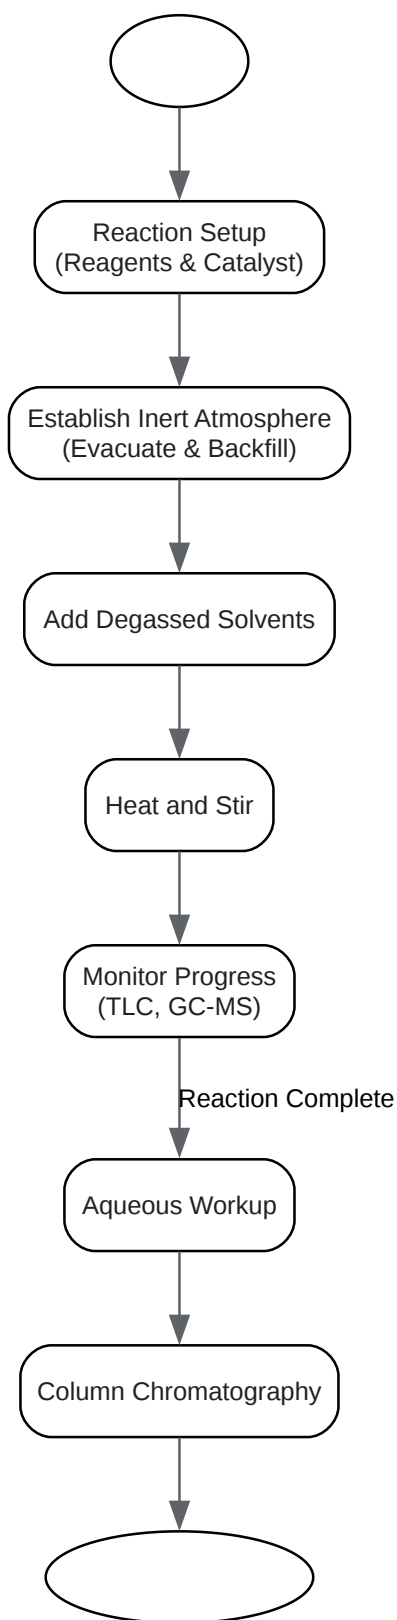 Reaction Setup
(Reagents & Catalyst)
Establish Inert Atmosphere
(Evacuate & Backfill)
Add Degassed Solvents
Heat and Stir
Monitor Progress
(TLC, GC-MS)
Reaction Complete
Aqueous Workup
Column Chromatography